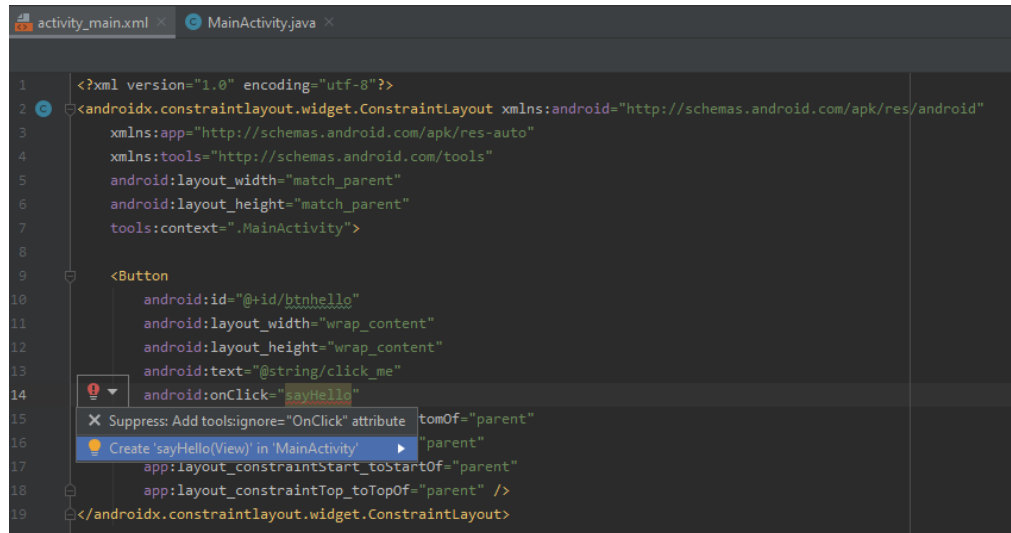 activity_main.xml
MainActivity.java
1 <?xml version="1.0" encoding="utf-8"?>
2 C <androidx.constraintlayout.widget.ConstraintLayout xmlns:android="http://schemas.android.com/apk/res/android"
3 xmlns:app="http://schemas.android.com/apk/res-auto"
4 xmlns:tools="http://schemas.android.com/tools"
5 android:layout_width="match_parent"
6 android:layout_height="match_parent"
7 tools:context=".MainActivity">
8
9 <Button
10 android:id="@+id/btnhello"
11 android:layout_width="wrap_content"
12 android:layout_height="wrap_content"
13 android:text="@string/click_me"
14 android:onClick="sayHello"
15 Suppress: Add tools:ignore="OnClick" attribute tomOf="parent"
16 Create 'sayHello(View)' in 'MainActivity' "parent"
17 app:layout_constraintStart_toStartOf="parent"
18 app:layout_constraintTop_toTopOf="parent" />
19 </androidx.constraintlayout.widget.ConstraintLayout>